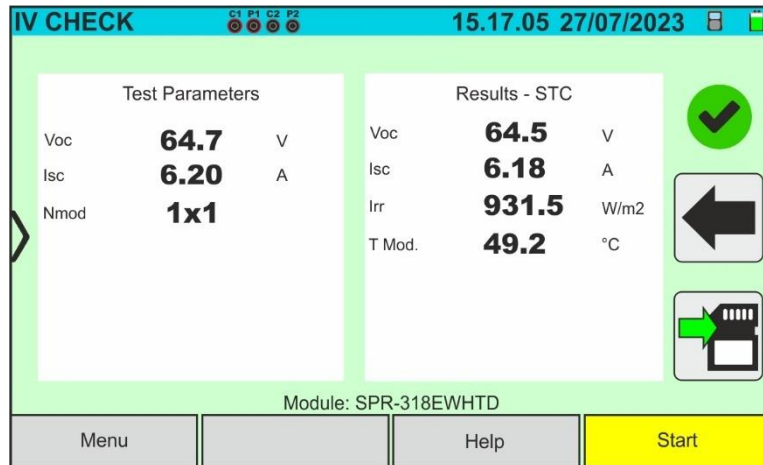 IV CHECK
C1 P1 C2 P2
15.17.05 27/07/2023
Test Parameters
Voc 64.7 V
Isc 6.20 A
Nmod 1x1
Results - STC
Voc 64.5 V
Isc 6.18 A
Irr 931.5 W/m2
T Mod. 49.2 °C
Module: SPR-318EWHTD
Menu
Help
Start